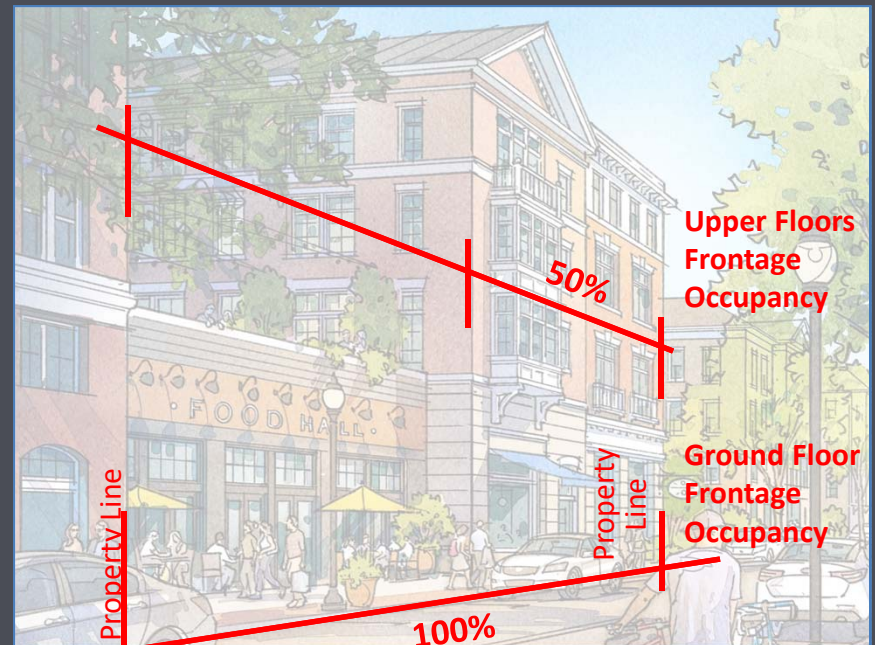 Upper Floors
Frontage
Occupancy
50%
· FOOD HALL ·
Ground Floor
Frontage
Occupancy
Property Line
Property
Line
100%